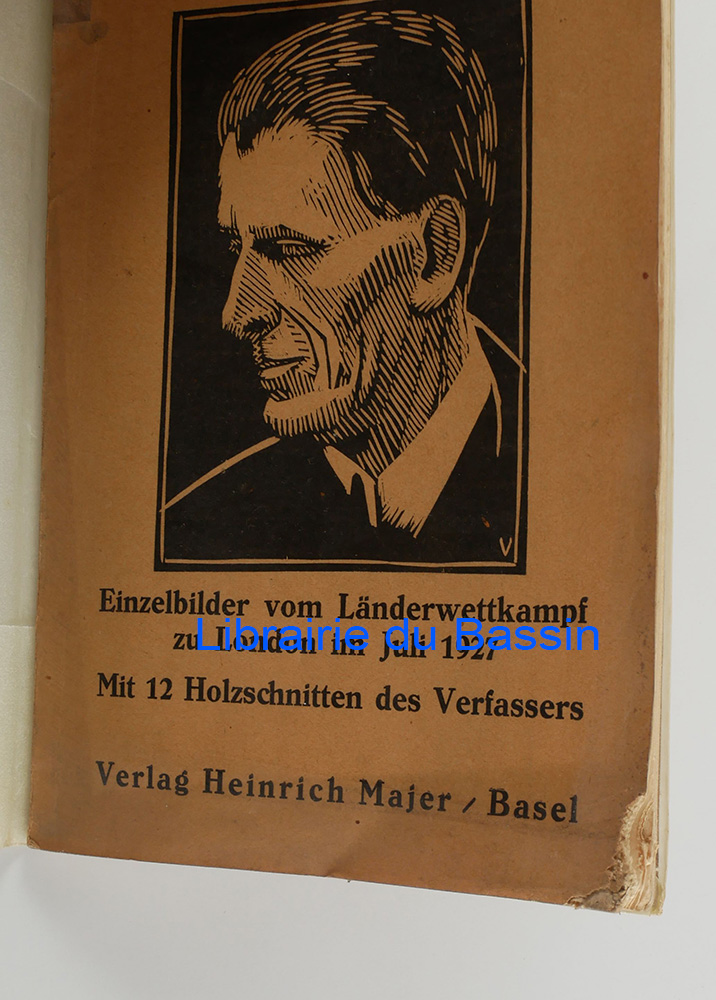 V
Einzelbilder vom Länderwettkampf
zu London im Juli 1927
Librairie du Bassin
Mit 12 Holzschnitten des Verfassers
Verlag Heinrich Majer / Basel